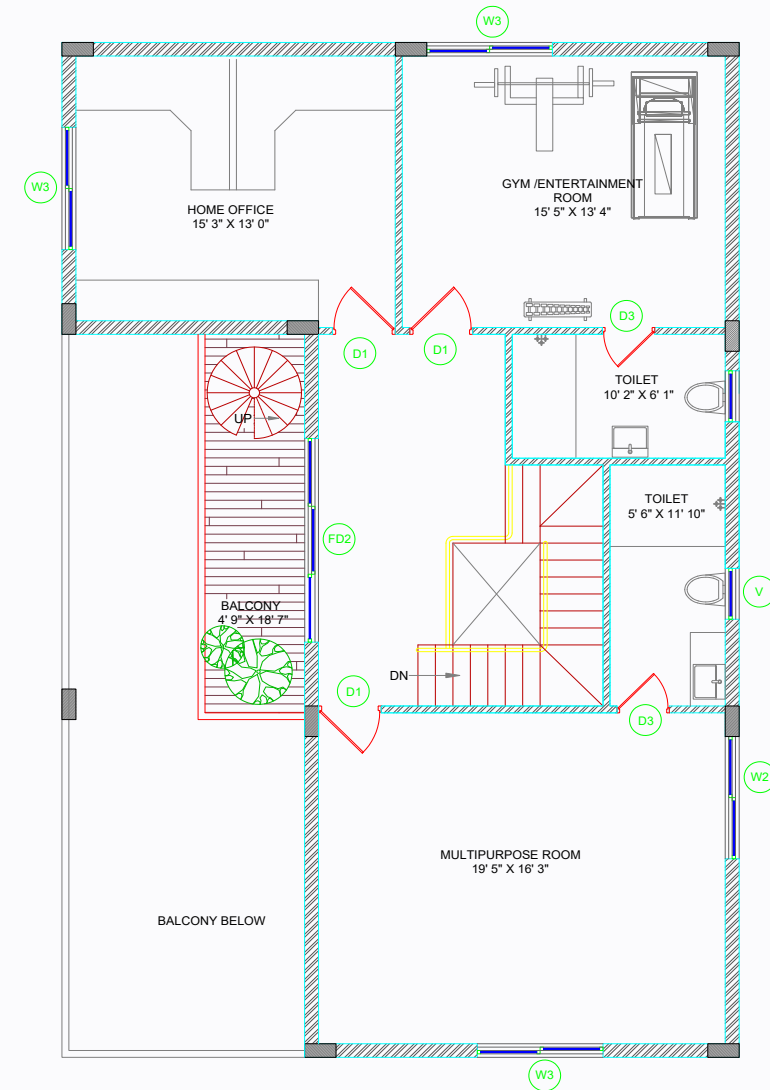 W3
W3
HOME OFFICE
15' 3" X 13' 0"
GYM /ENTERTAINMENT
ROOM
15' 5" X 13' 4"
D1
D1
D3
TOILET
10' 2" X 6' 1"
UP
TOILET
5' 6" X 11' 10"
FD2
V
BALCONY
4' 9" X 18' 7"
DN
D1
D3
W2
MULTIPURPOSE ROOM
19' 5" X 16' 3"
BALCONY BELOW
W3